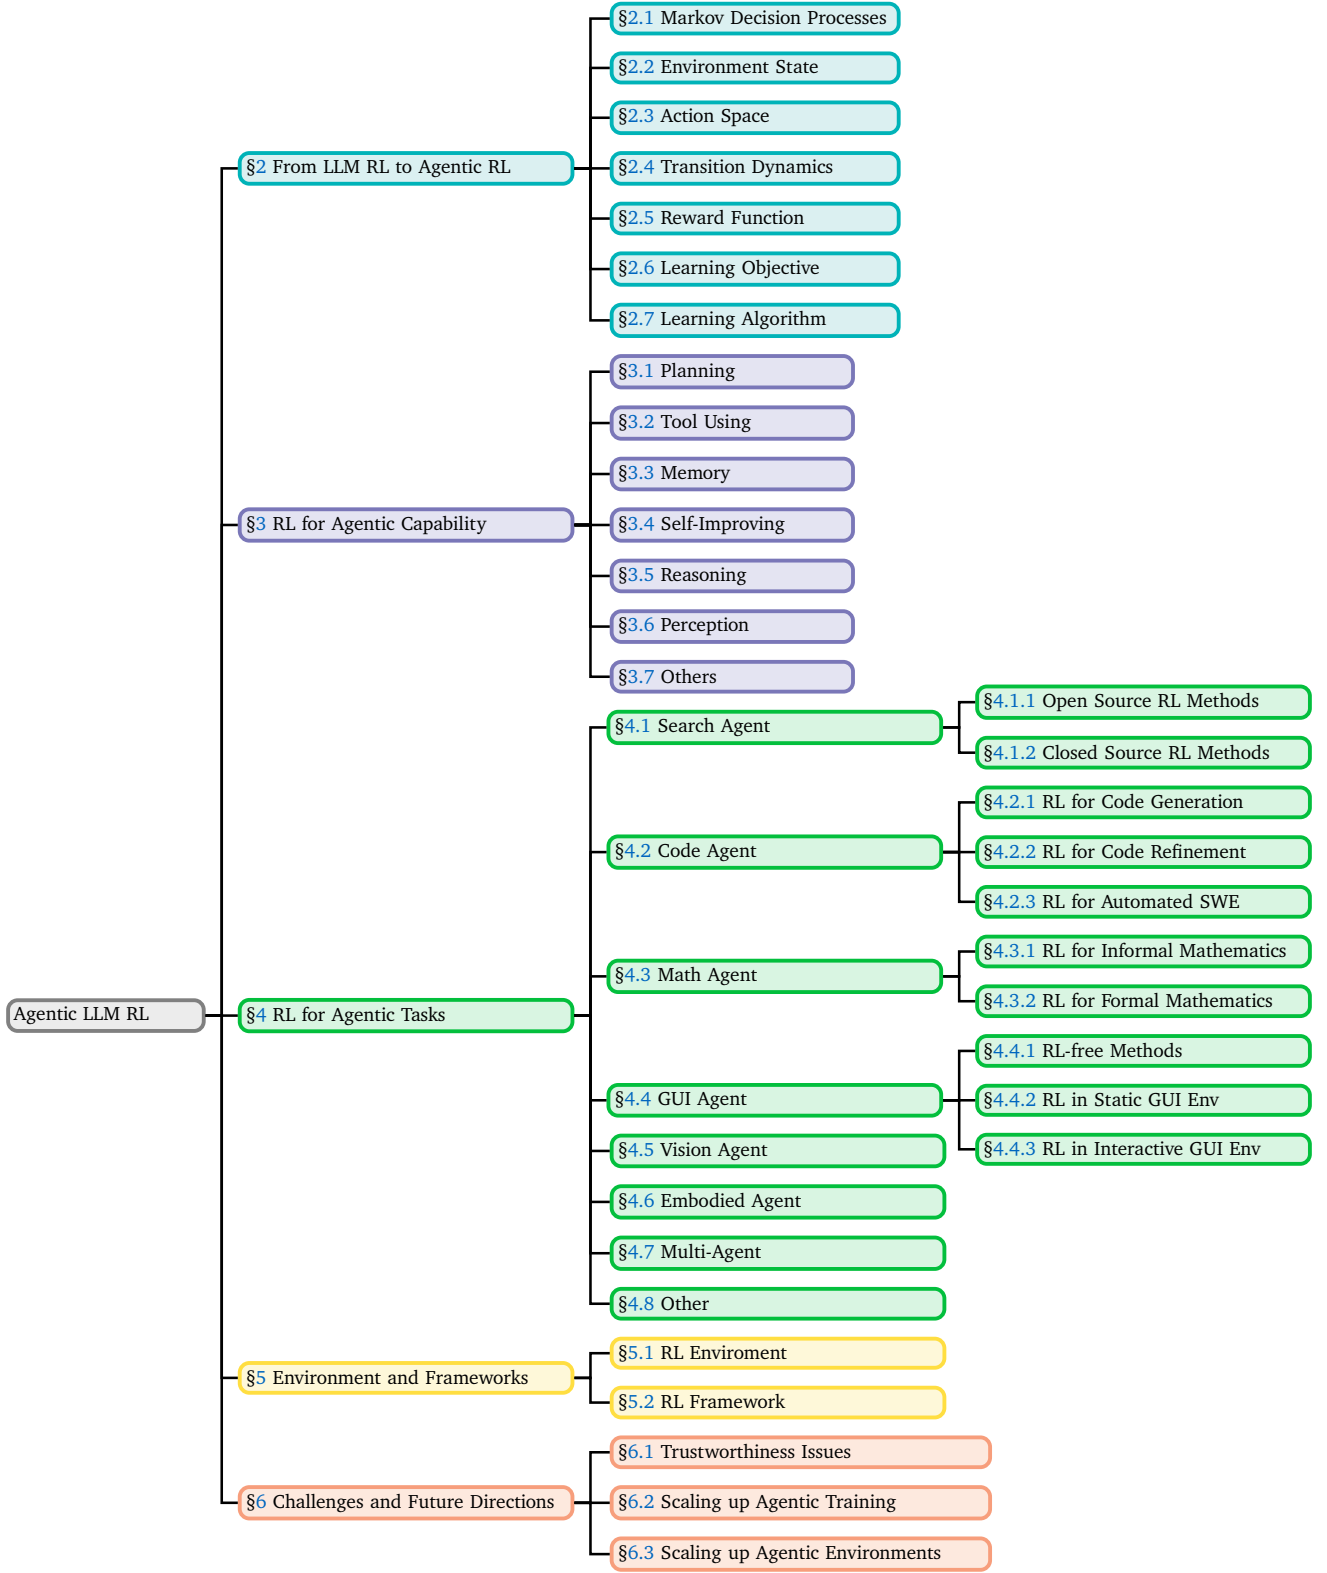 Agentic LLM RL
§2 From LLM RL to Agentic RL
§2.1 Markov Decision Processes
§2.2 Environment State
§2.3 Action Space
§2.4 Transition Dynamics
§2.5 Reward Function
§2.6 Learning Objective
§2.7 Learning Algorithm
§3 RL for Agentic Capability
§3.1 Planning
§3.2 Tool Using
§3.3 Memory
§3.4 Self-Improving
§3.5 Reasoning
§3.6 Perception
§3.7 Others
§4 RL for Agentic Tasks
§4.1 Search Agent
§4.1.1 Open Source RL Methods
§4.1.2 Closed Source RL Methods
§4.2 Code Agent
§4.2.1 RL for Code Generation
§4.2.2 RL for Code Refinement
§4.2.3 RL for Automated SWE
§4.3 Math Agent
§4.3.1 RL for Informal Mathematics
§4.3.2 RL for Formal Mathematics
§4.4 GUI Agent
§4.4.1 RL-free Methods
§4.4.2 RL in Static GUI Env
§4.4.3 RL in Interactive GUI Env
§4.5 Vision Agent
§4.6 Embodied Agent
§4.7 Multi-Agent
§4.8 Other
§5 Environment and Frameworks
§5.1 RL Enviroment
§5.2 RL Framework
§6 Challenges and Future Directions
§6.1 Trustworthiness Issues
§6.2 Scaling up Agentic Training
§6.3 Scaling up Agentic Environments